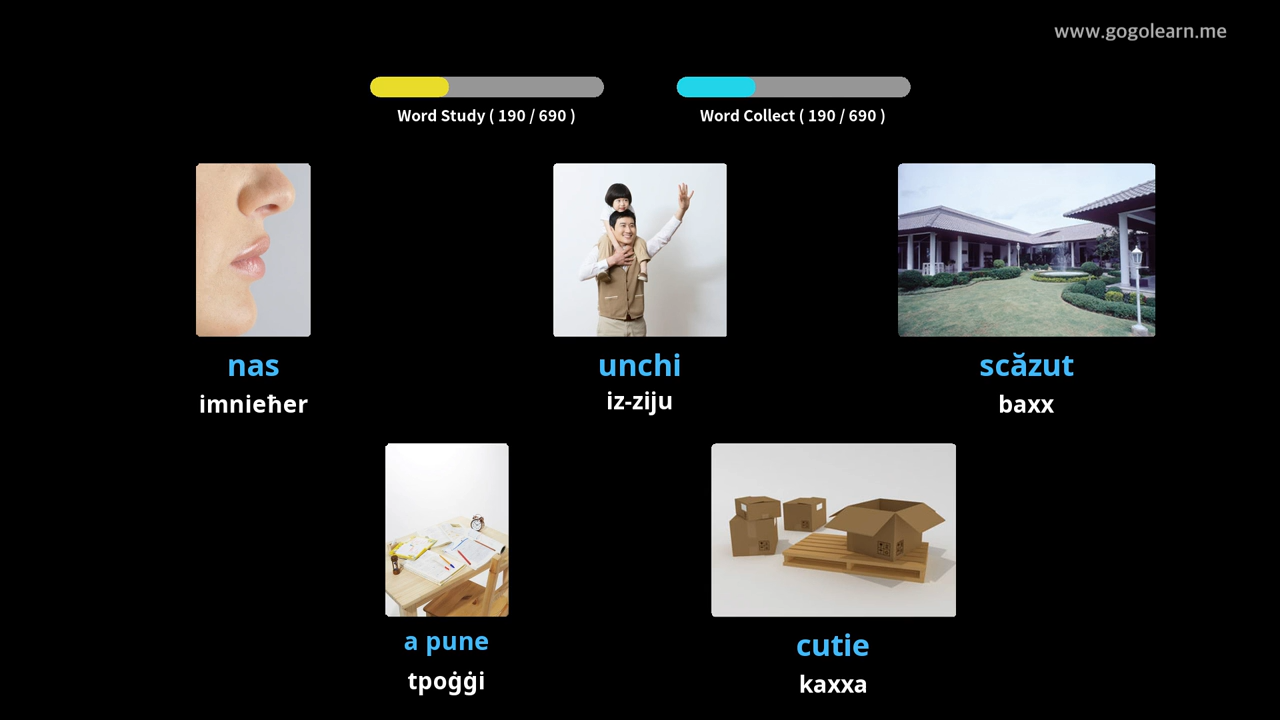 www.gogolearn.me
Word Study ( 190 / 690 )
Word Collect ( 190 / 690 )
nas
imnieħer
unchi
iz-ziju
scăzut
baxx
a pune
tpoġġi
cutie
kaxxa